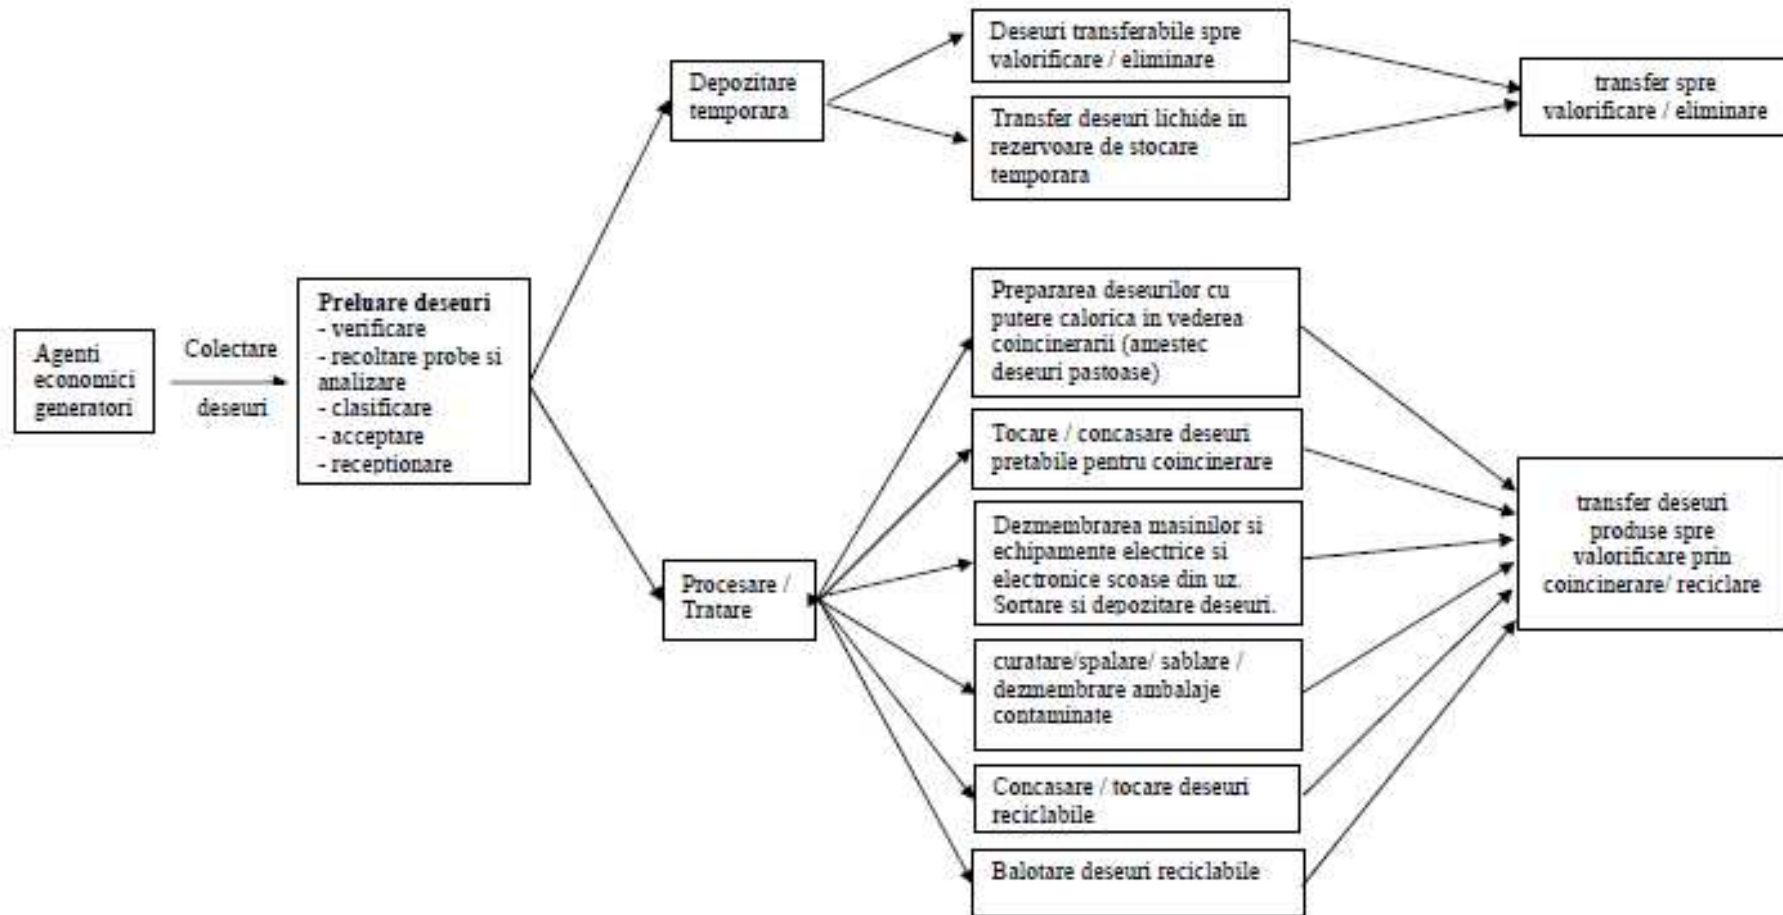 Agenti
economici
generatori
Colectare
deseuri
Preluare deseuri
- verificare
- recoltare probe si
analizare
- clasificare
- acceptare
- receptionare
Depozitare
temporara
Deseuri transferabile spre
valorificare / eliminare
Transfer deseuri lichide in
rezervoare de stocare
temporara
transfer spre
valorificare / eliminare
Procesare /
Tratare
Prepararea deseurilor cu
putere calorica in vederea
coincinerarii (amestec
deseuri pastoase)
Tocare / concasare deseuri
pretabile pentru coincinerare
Dezmembrarea masinilor si
echipamente electrice si
electronice scoase din uz.
Sortare si depozitare deseuri.
curatare/spalare/ sablare /
dezmembrare ambalaje
contaminate
Concasare / tocare deseuri
reciclabile
Balotare deseuri reciclabile
transfer deseuri
produse spre
valorificare prin
coincinerare/ reciclare